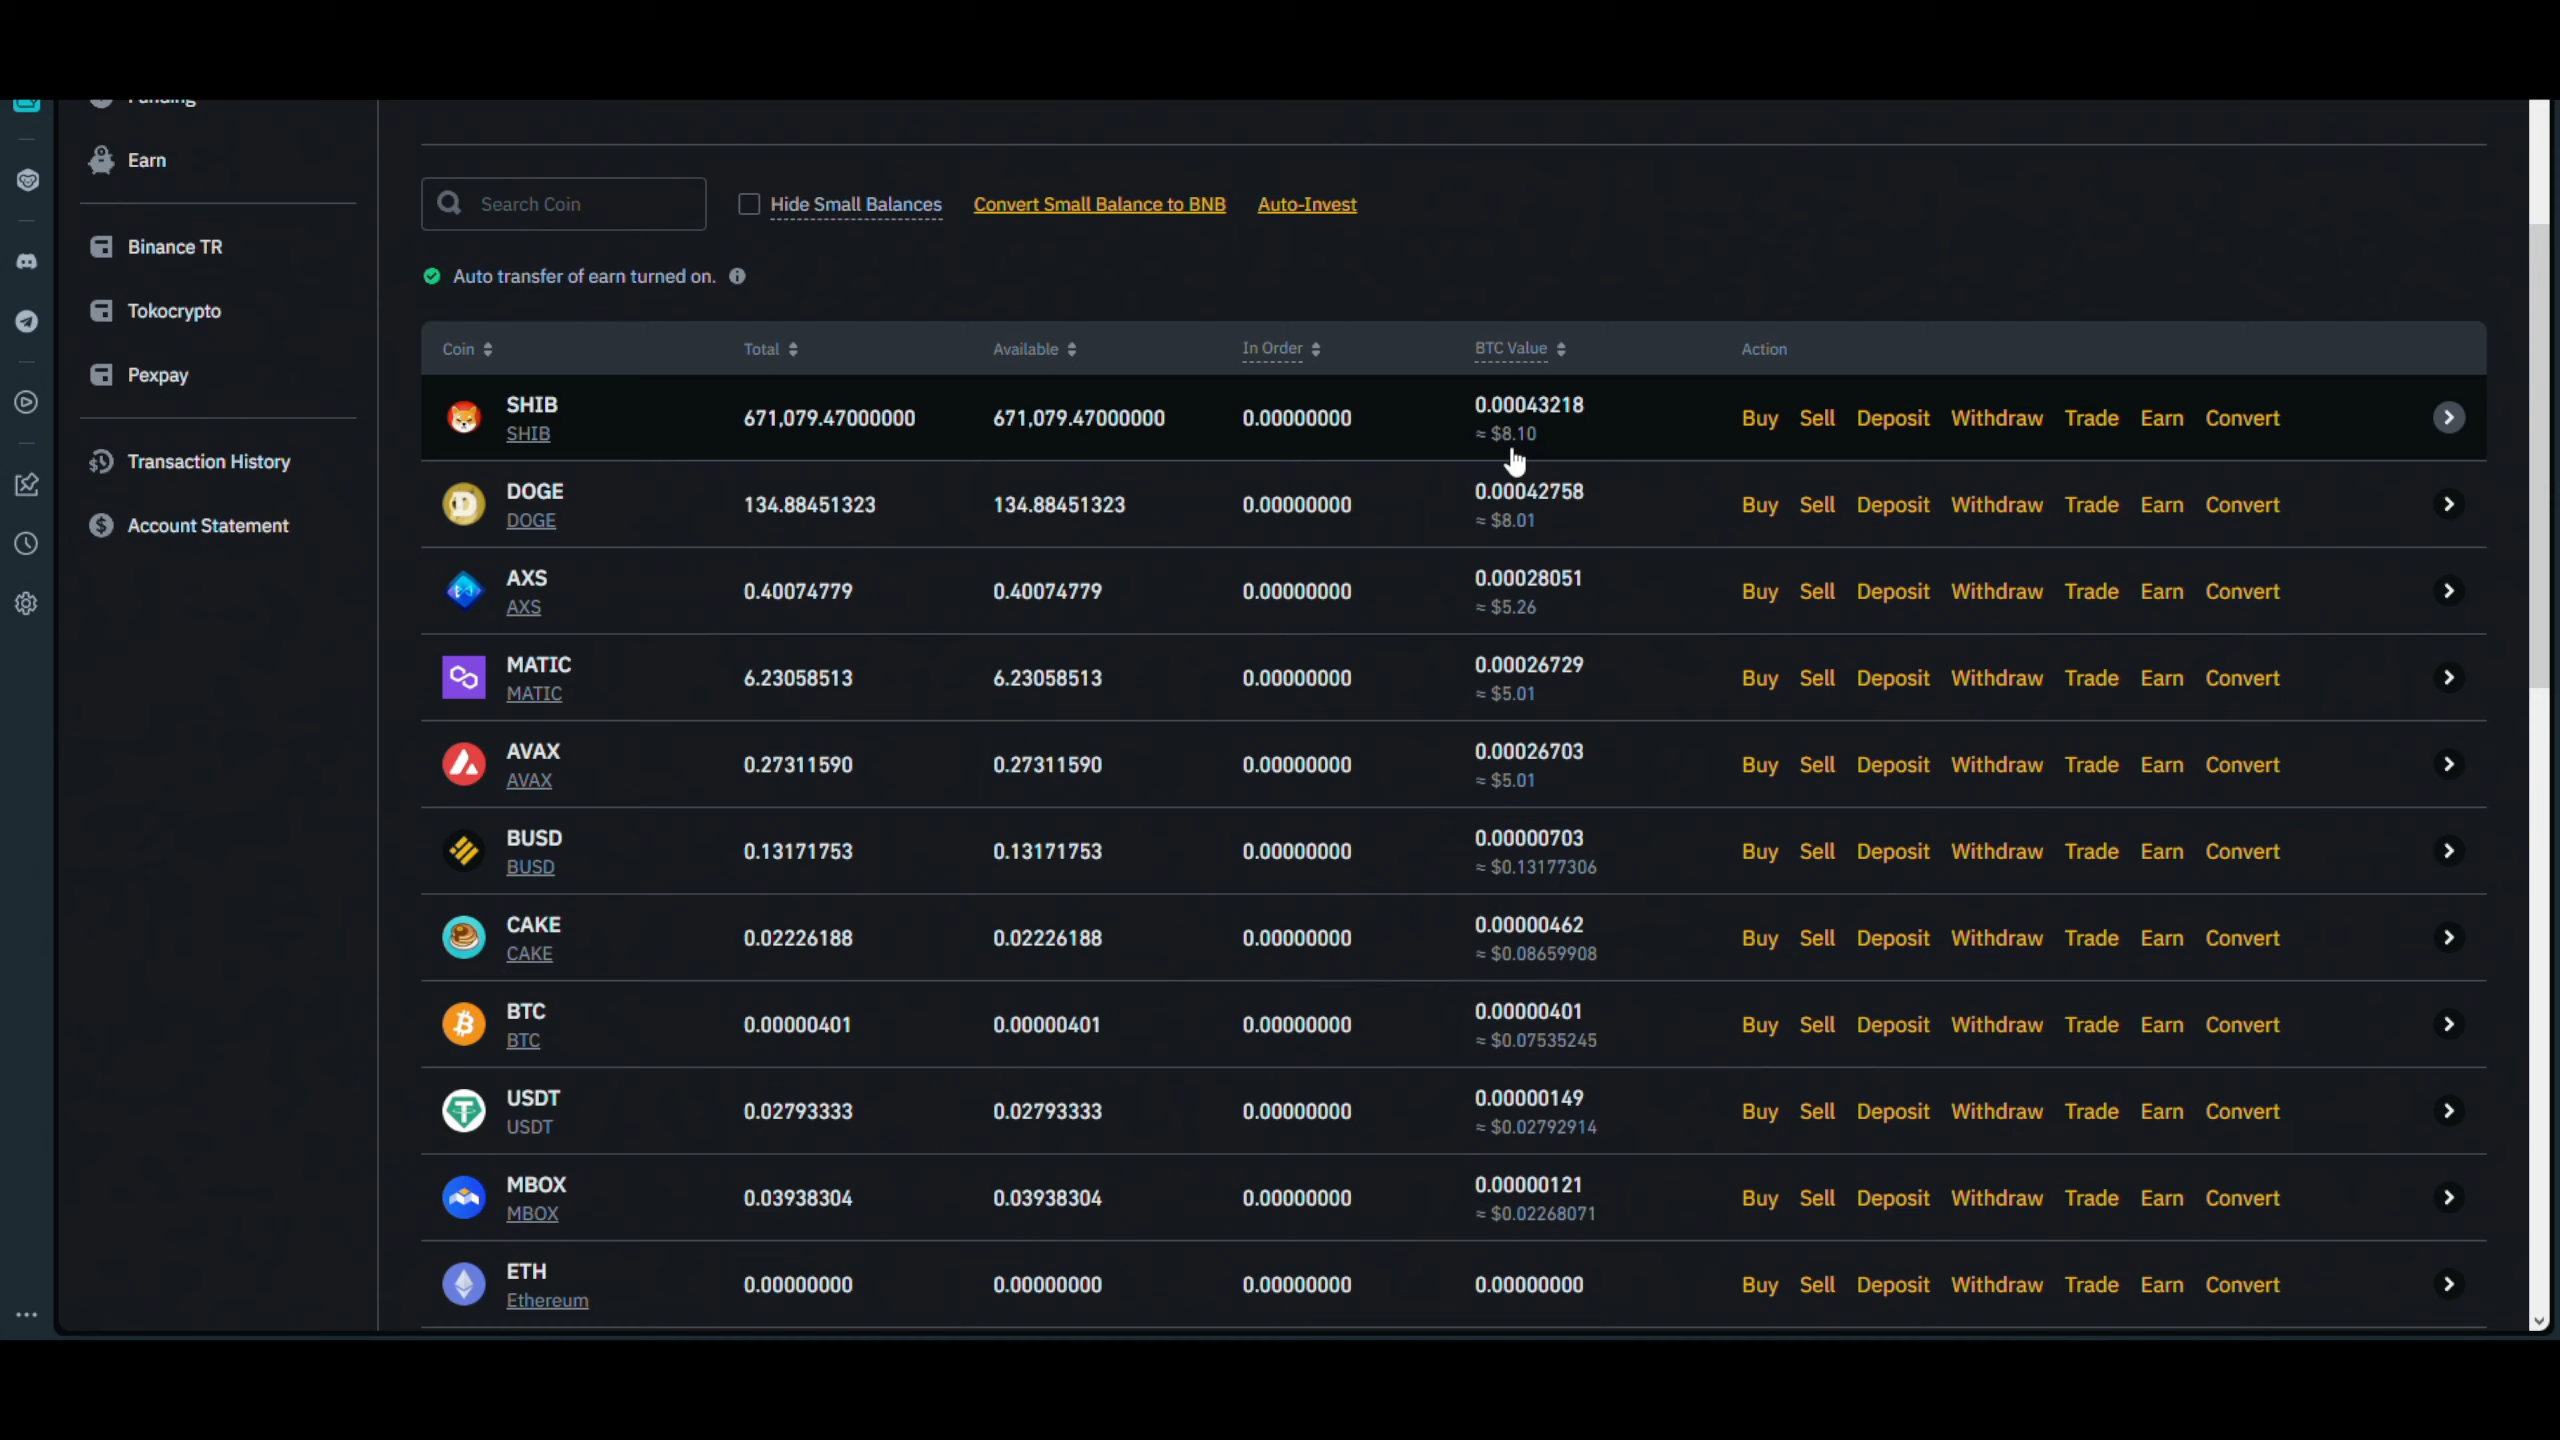 Funding
Earn
Binance TR
Tokocrypto
Pexpay
Transaction History
Account Statement
Search Coin Hide Small Balances Convert Small Balance to BNB Auto-Invest
Auto transfer of earn turned on.
Coin Total Available In Order BTC Value Action
SHIB
SHIB
671,079.47000000 671,079.47000000 0.00000000
0.00043218
≈ $8.10
Buy Sell Deposit Withdraw Trade Earn Convert
DOGE
DOGE
134.88451323 134.88451323 0.00000000
0.00042758
≈ $8.01
Buy Sell Deposit Withdraw Trade Earn Convert
AXS
AXS
0.40074779 0.40074779 0.00000000
0.00028051
≈ $5.26
Buy Sell Deposit Withdraw Trade Earn Convert
MATIC
MATIC
6.23058513 6.23058513 0.00000000
0.00026729
≈ $5.01
Buy Sell Deposit Withdraw Trade Earn Convert
AVAX
AVAX
0.27311590 0.27311590 0.00000000
0.00026703
≈ $5.01
Buy Sell Deposit Withdraw Trade Earn Convert
BUSD
BUSD
0.13171753 0.13171753 0.00000000
0.00000703
≈ $0.13177306
Buy Sell Deposit Withdraw Trade Earn Convert
CAKE
CAKE
0.02226188 0.02226188 0.00000000
0.00000462
≈ $0.08659908
Buy Sell Deposit Withdraw Trade Earn Convert
BTC
BTC
0.00000401 0.00000401 0.00000000
0.00000401
≈ $0.07535245
Buy Sell Deposit Withdraw Trade Earn Convert
USDT
USDT
0.02793333 0.02793333 0.00000000
0.00000149
≈ $0.02792914
Buy Sell Deposit Withdraw Trade Earn Convert
MBOX
MBOX
0.03938304 0.03938304 0.00000000
0.00000121
≈ $0.02268071
Buy Sell Deposit Withdraw Trade Earn Convert
ETH
Ethereum
0.00000000 0.00000000 0.00000000
0.00000000
Buy Sell Deposit Withdraw Trade Earn Convert